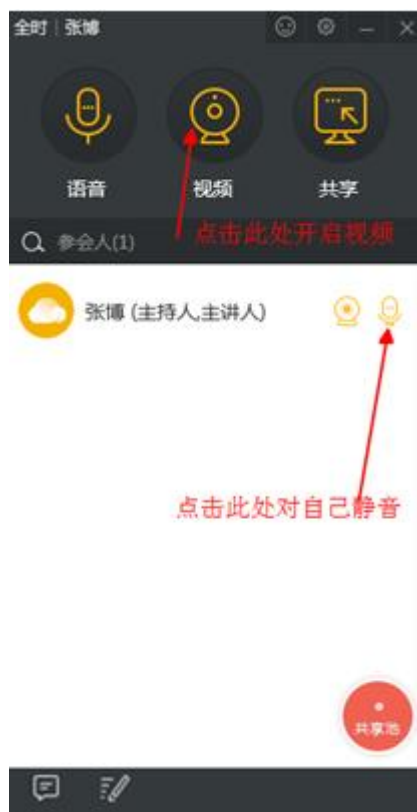 全时 | 张博
语音 视频 共享
参会人(1)
点击此处开启视频
张博 (主持人,主讲人)
点击此处对自己静音
共享池